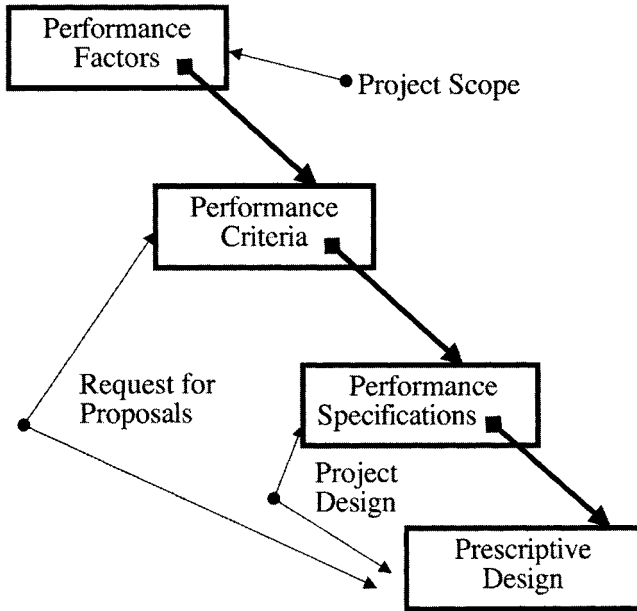 Performance
Factors
Project Scope
Performance
Criteria
Request for
Proposals
Performance
Specifications
Project
Design
Prescriptive
Design